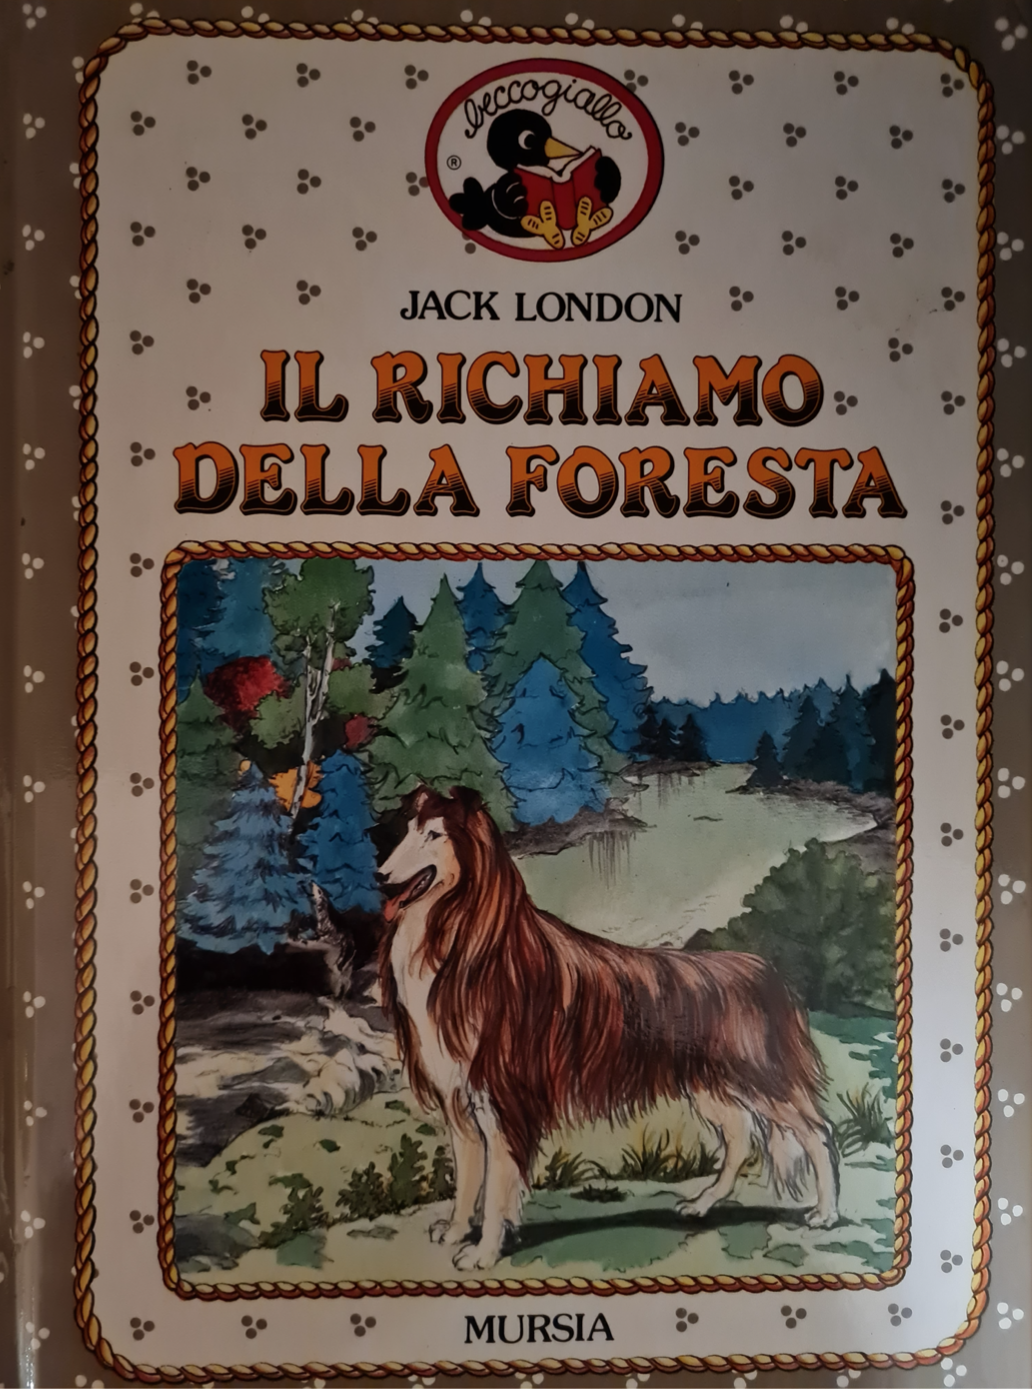 beccogiallo
®
JACK LONDON
IL RICHIAMO
DELLA FORESTA
MURSIA